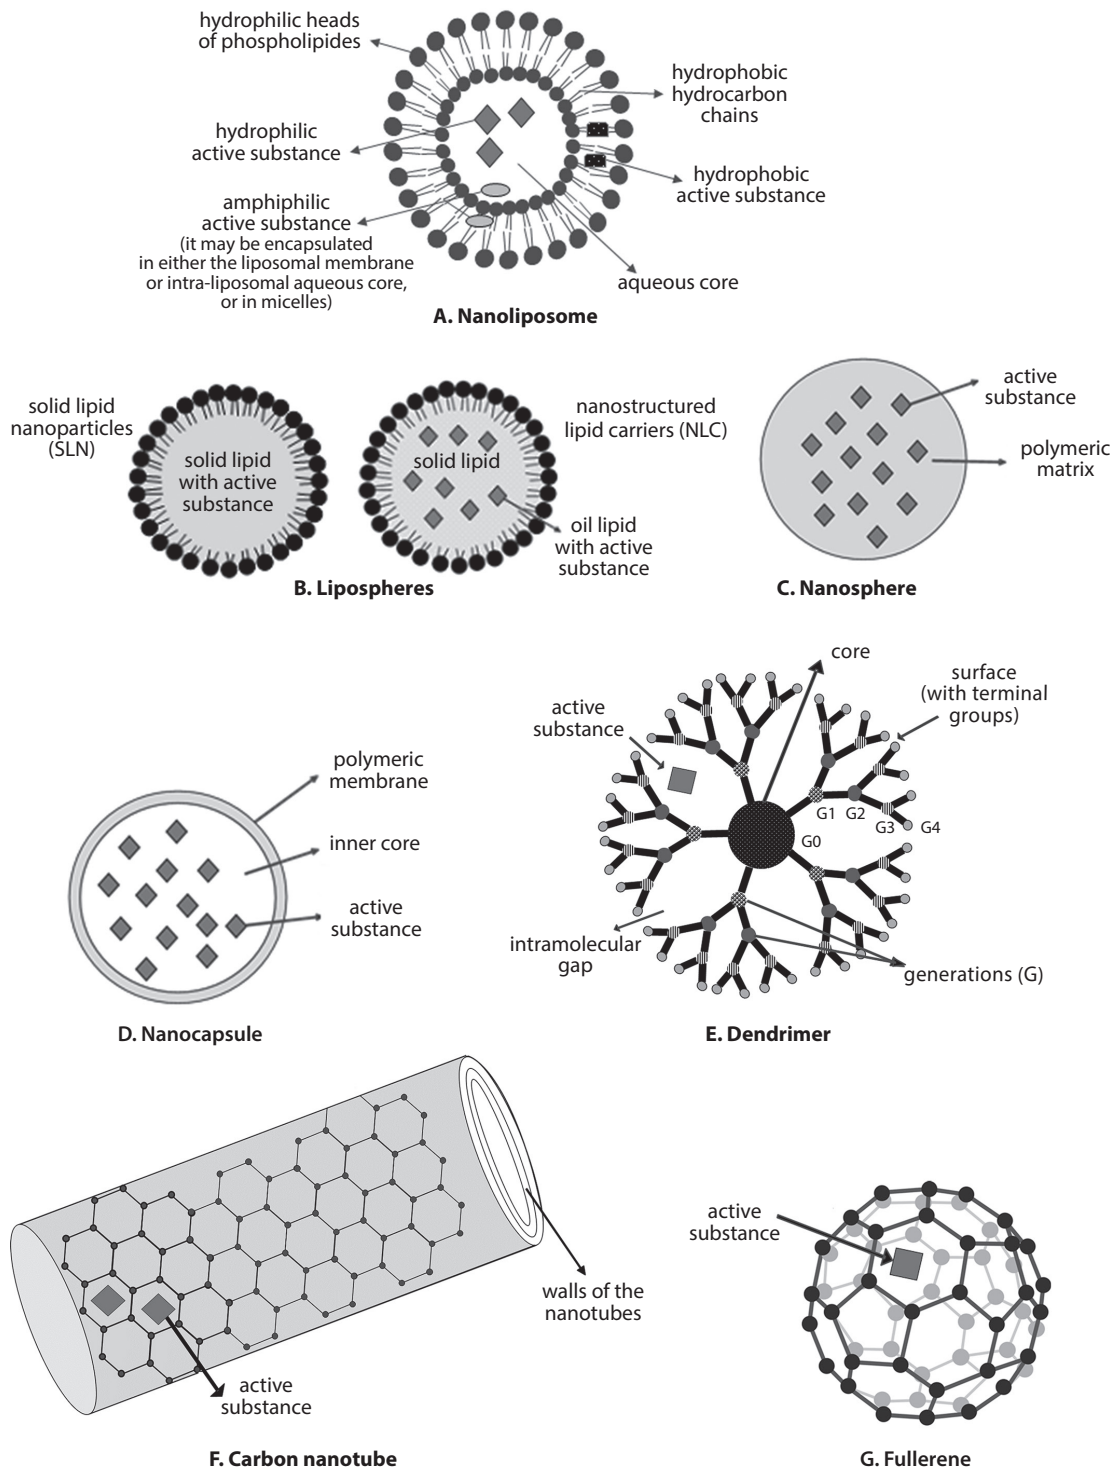 hydrophilic heads
of phospholipides
hydrophobic
hydrocarbon
chains
hydrophilic
active substance
hydrophobic
active substance
amphiphilic
active substance
(it may be encapsulated
in either the liposomal membrane
or intra-liposomal aqueous core,
or in micelles)
aqueous core
A. Nanoliposome
solid lipid
nanoparticles
(SLN)
solid lipid
with active
substance
solid lipid
nanostructured
lipid carriers (NLC)
oil lipid
with active
substance
B. Lipospheres
active
substance
polymeric
matrix
C. Nanosphere
polymeric
membrane
inner core
active
substance
D. Nanocapsule
core
surface
(with terminal
groups)
active
substance
G1 G2
G3 G4
G0
intramolecular
gap
generations (G)
E. Dendrimer
walls of the
nanotubes
active
substance
F. Carbon nanotube
active
substance
G. Fullerene